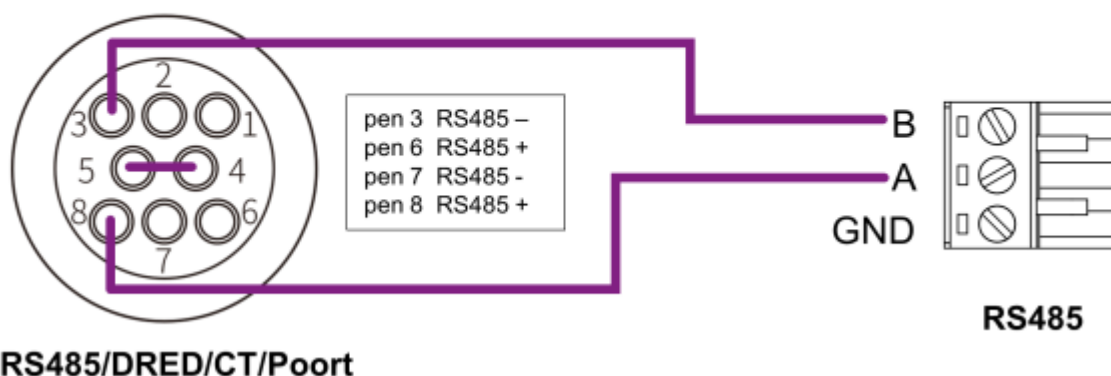 2
3
1
5
4
8
6
7
pen 3 RS485 –
pen 6 RS485 +
pen 7 RS485 -
pen 8 RS485 +
B
A
GND
RS485
RS485/DRED/CT/Poort